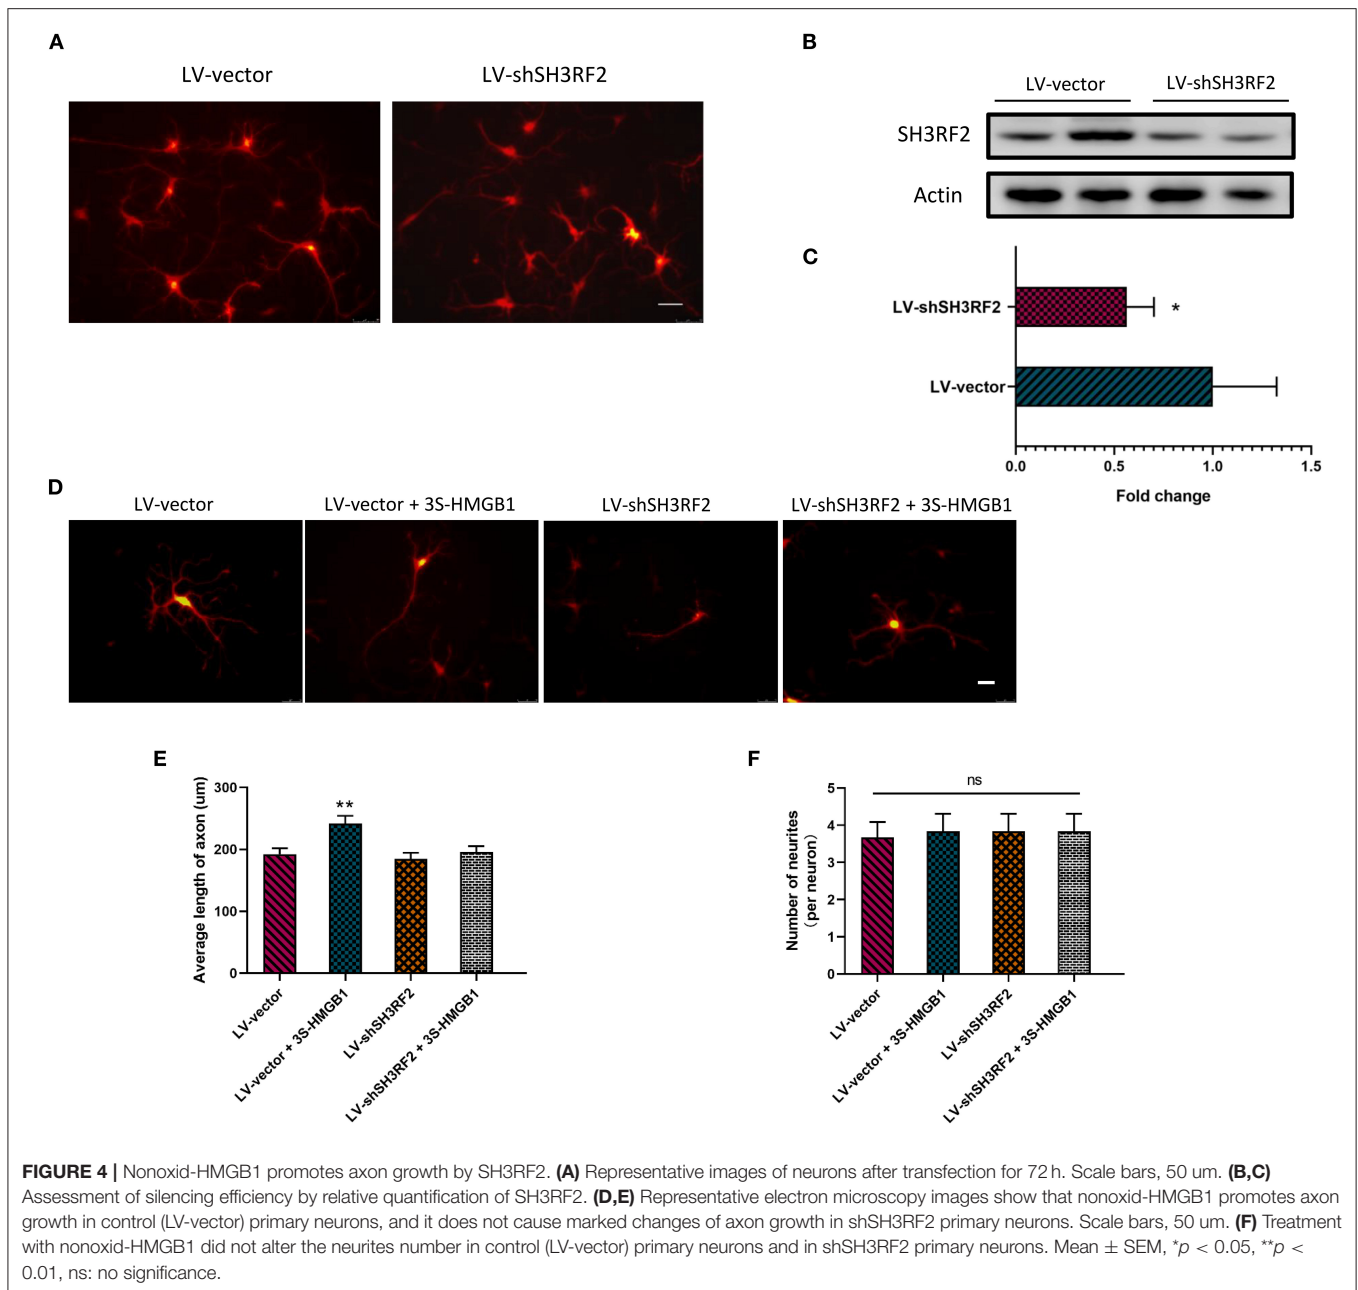 A
LV-vector
LV-shSH3RF2
B
LV-vector
LV-shSH3RF2
SH3RF2
Actin
C
LV-shSH3RF2
*
LV-vector
0.0
0.5
1.0
1.5
Fold change
D
LV-vector
LV-vector + 3S-HMGB1
LV-shSH3RF2
LV-shSH3RF2 + 3S-HMGB1
E
Average length of axon (um)
300
200
100
0
**
LV-vector
LV-vector + 3S-HMGB1
LV-shSH3RF2
LV-shSH3RF2 + 3S-HMGB1
F
Number of neurites
(per neuron)
5
4
3
2
1
0
ns
LV-vector
LV-vector + 3S-HMGB1
LV-shSH3RF2
LV-shSH3RF2 + 3S-HMGB1
FIGURE 4 | Nonoxid-HMGB1 promotes axon growth by SH3RF2. (A) Representative images of neurons after transfection for 72 h. Scale bars, 50 um. (B,C)
Assessment of silencing efficiency by relative quantification of SH3RF2. (D,E) Representative electron microscopy images show that nonoxid-HMGB1 promotes axon
growth in control (LV-vector) primary neurons, and it does not cause marked changes of axon growth in shSH3RF2 primary neurons. Scale bars, 50 um. (F) Treatment
with nonoxid-HMGB1 did not alter the neurites number in control (LV-vector) primary neurons and in shSH3RF2 primary neurons. Mean ± SEM, *p < 0.05, **p <
0.01, ns: no significance.